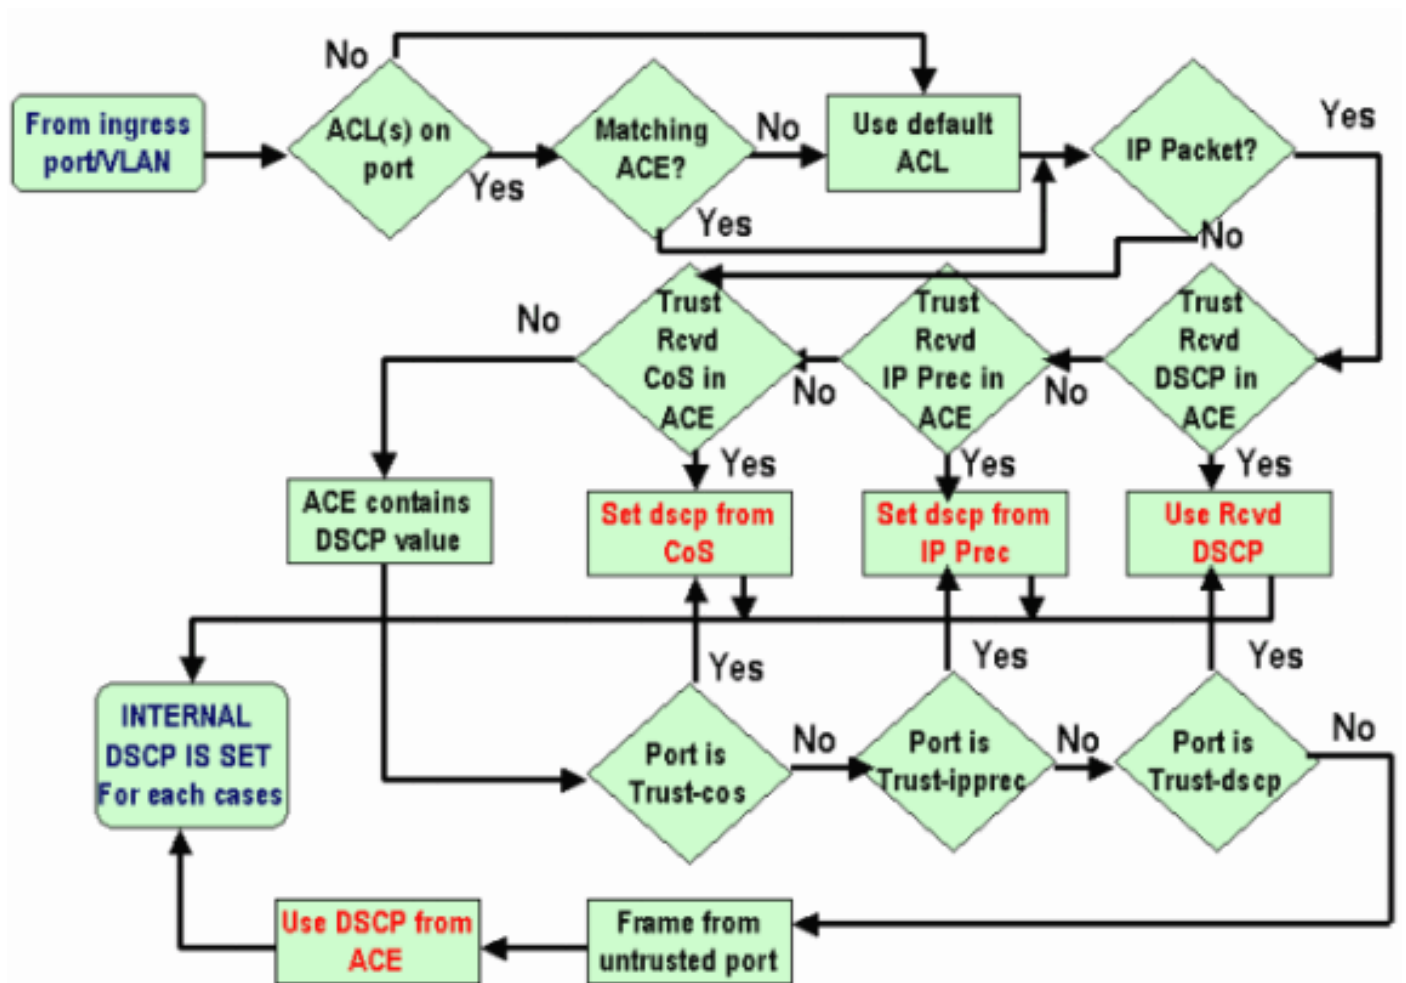 No
From ingress
port/VLAN
ACL(s) on
port
Yes
Matching
ACE?
No
Yes
Use default
ACL
IP Packet?
Yes
No
No
Trust
Rcvd
CoS in
ACE
No
Trust
Rcvd
IP Prec in
ACE
No
Trust
Rcvd
DSCP in
ACE
Yes
Yes
Yes
ACE contains
DSCP value
Set dscp from
CoS
Set dscp from
IP Prec
Use Rcvd
DSCP
Yes
Yes
Yes
INTERNAL
DSCP IS SET
For each cases
Port is
Trust-cos
No
Port is
Trust-ipprec
No
Port is
Trust-dscp
No
Use DSCP from
ACE
Frame from
untrusted port